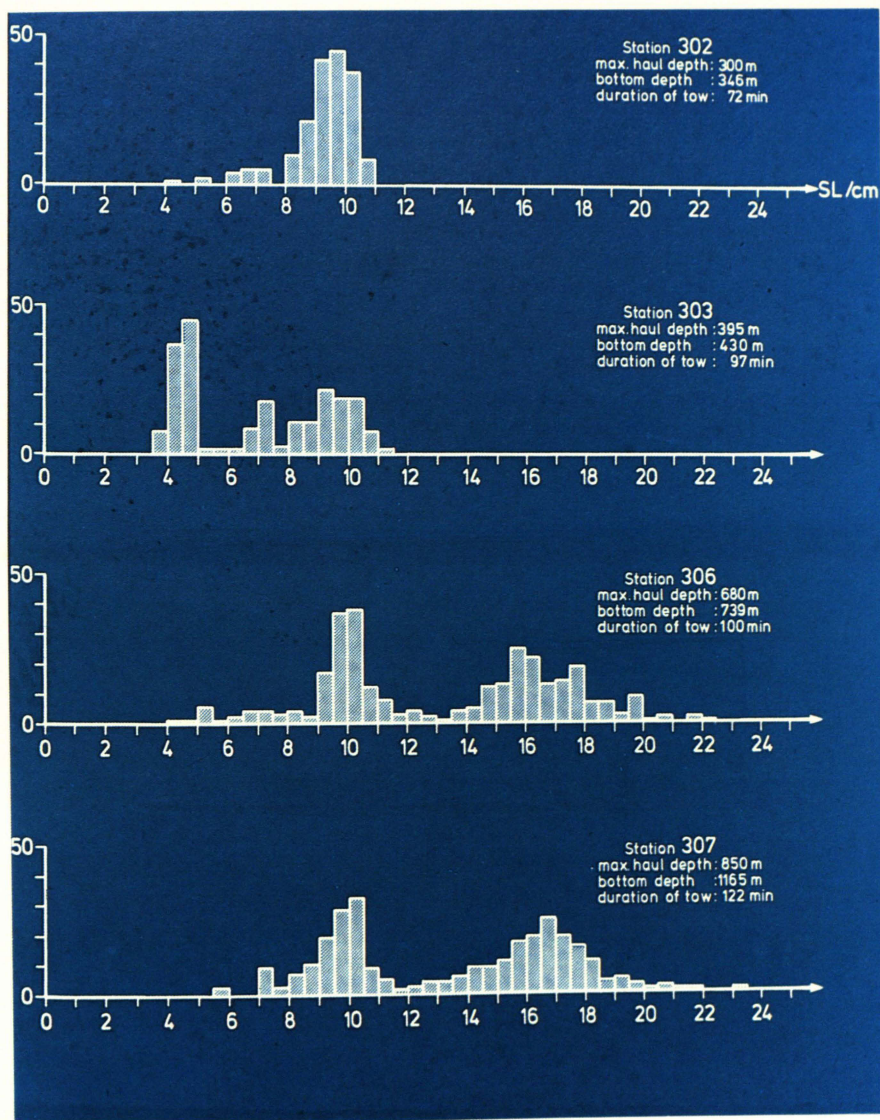 50
Station 302
max. haul depth: 300 m
bottom depth : 346 m
duration of tow: 72 min
0
0 2 4 6 8 10 12 14 16 18 20 22 24 SL/cm
50
Station 303
max. haul depth: 395 m
bottom depth : 430 m
duration of tow: 97 min
0
0 2 4 6 8 10 12 14 16 18 20 22 24
50
Station 306
max. haul depth: 680 m
bottom depth : 739 m
duration of tow: 100 min
0
0 2 4 6 8 10 12 14 16 18 20 22 24
50
Station 307
max. haul depth: 850 m
bottom depth : 1165 m
duration of tow: 122 min
0
0 2 4 6 8 10 12 14 16 18 20 22 24